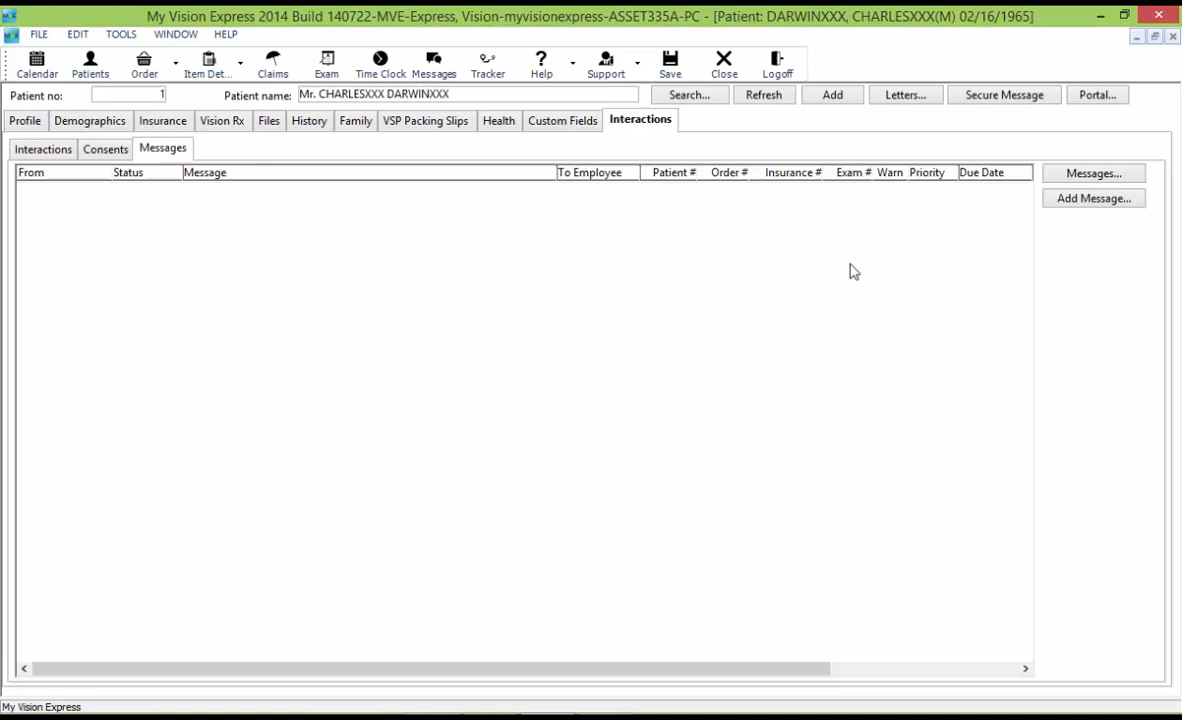 My Vision Express 2014 Build 140722-MVE-Express, Vision-myvisionexpress-ASSET335A-PC - [Patient: DARWINXXX, CHARLESXXX(M) 02/16/1965]
FILE EDIT TOOLS WINDOW HELP
Calendar Patients Order Item Det... Claims Exam Time Clock Messages Tracker Help Support Save Close Logoff
Patient no: 1 Patient name: Mr. CHARLESXXX DARWINXXX Search... Refresh Add Letters... Secure Message Portal...
Profile Demographics Insurance Vision Rx Files History Family VSP Packing Slips Health Custom Fields Interactions
Interactions Consents Messages
From Status Message To Employee Patient # Order # Insurance # Exam # Warn Priority Due Date Messages...
Add Message...
My Vision Express